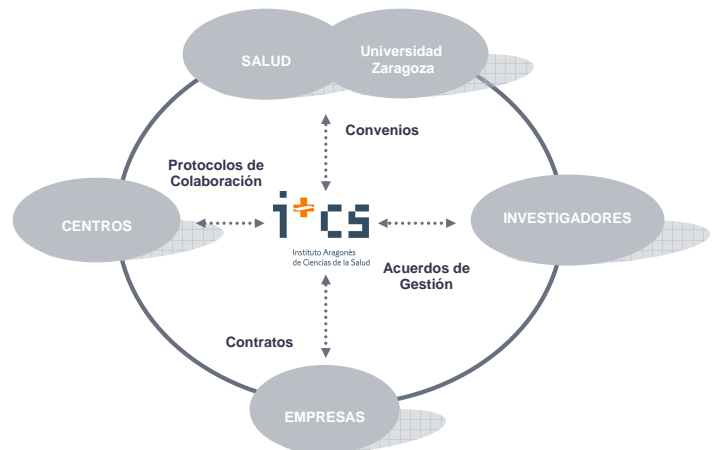 SALUD
Universidad
Zaragoza
Convenios
Protocolos de
Colaboración
CENTROS
i+cs
Instituto Aragonés
de Ciencias de la Salud
INVESTIGADORES
Acuerdos de
Gestión
Contratos
EMPRESAS